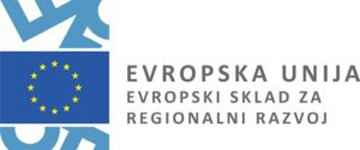 EVROPSKA UNIJA
EVROPSKI SKLAD ZA
REGIONALNI RAZVOJ